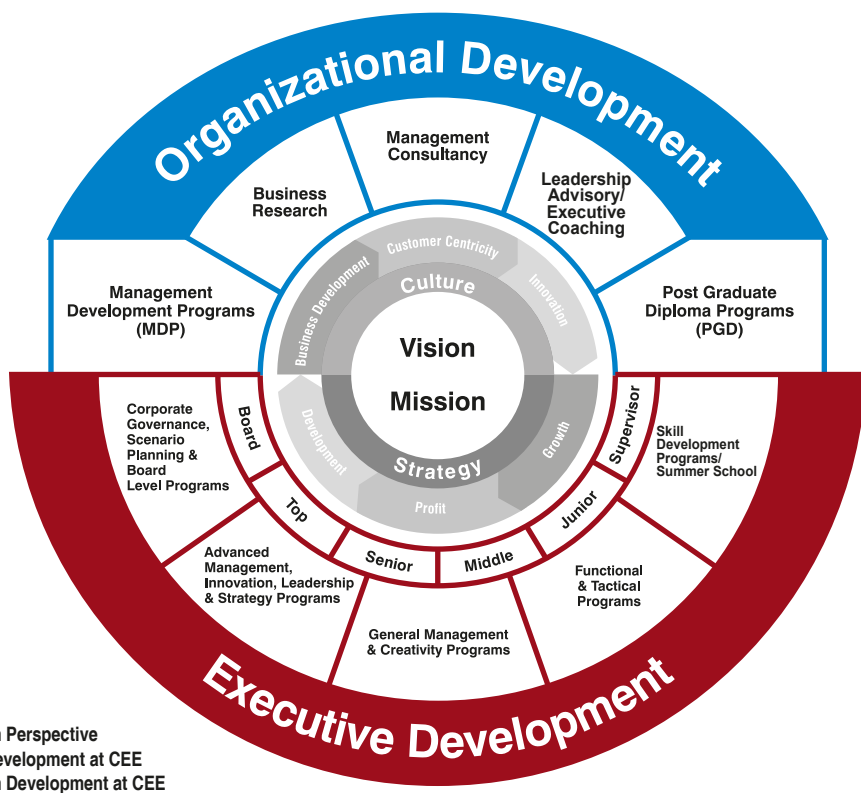 Organizational Development
Management
Consultancy
Business
Research
Leadership
Advisory/
Executive
Coaching
Management
Development Programs
(MDP)
Post Graduate
Diploma Programs
(PGD)
Business Development
Customer Centricity
Innovation
Culture
Vision
Mission
Strategy
Development
Profit
Growth
Board
Top
Senior
Middle
Junior
Supervisor
Corporate
Governance,
Scenario
Planning &
Board
Level Programs
Skill
Development
Programs/
Summer School
Advanced
Management,
Innovation, Leadership
& Strategy Programs
Functional
& Tactical
Programs
General Management
& Creativity Programs
Executive Development
Perspective
evelopment at CEE
Development at CEE